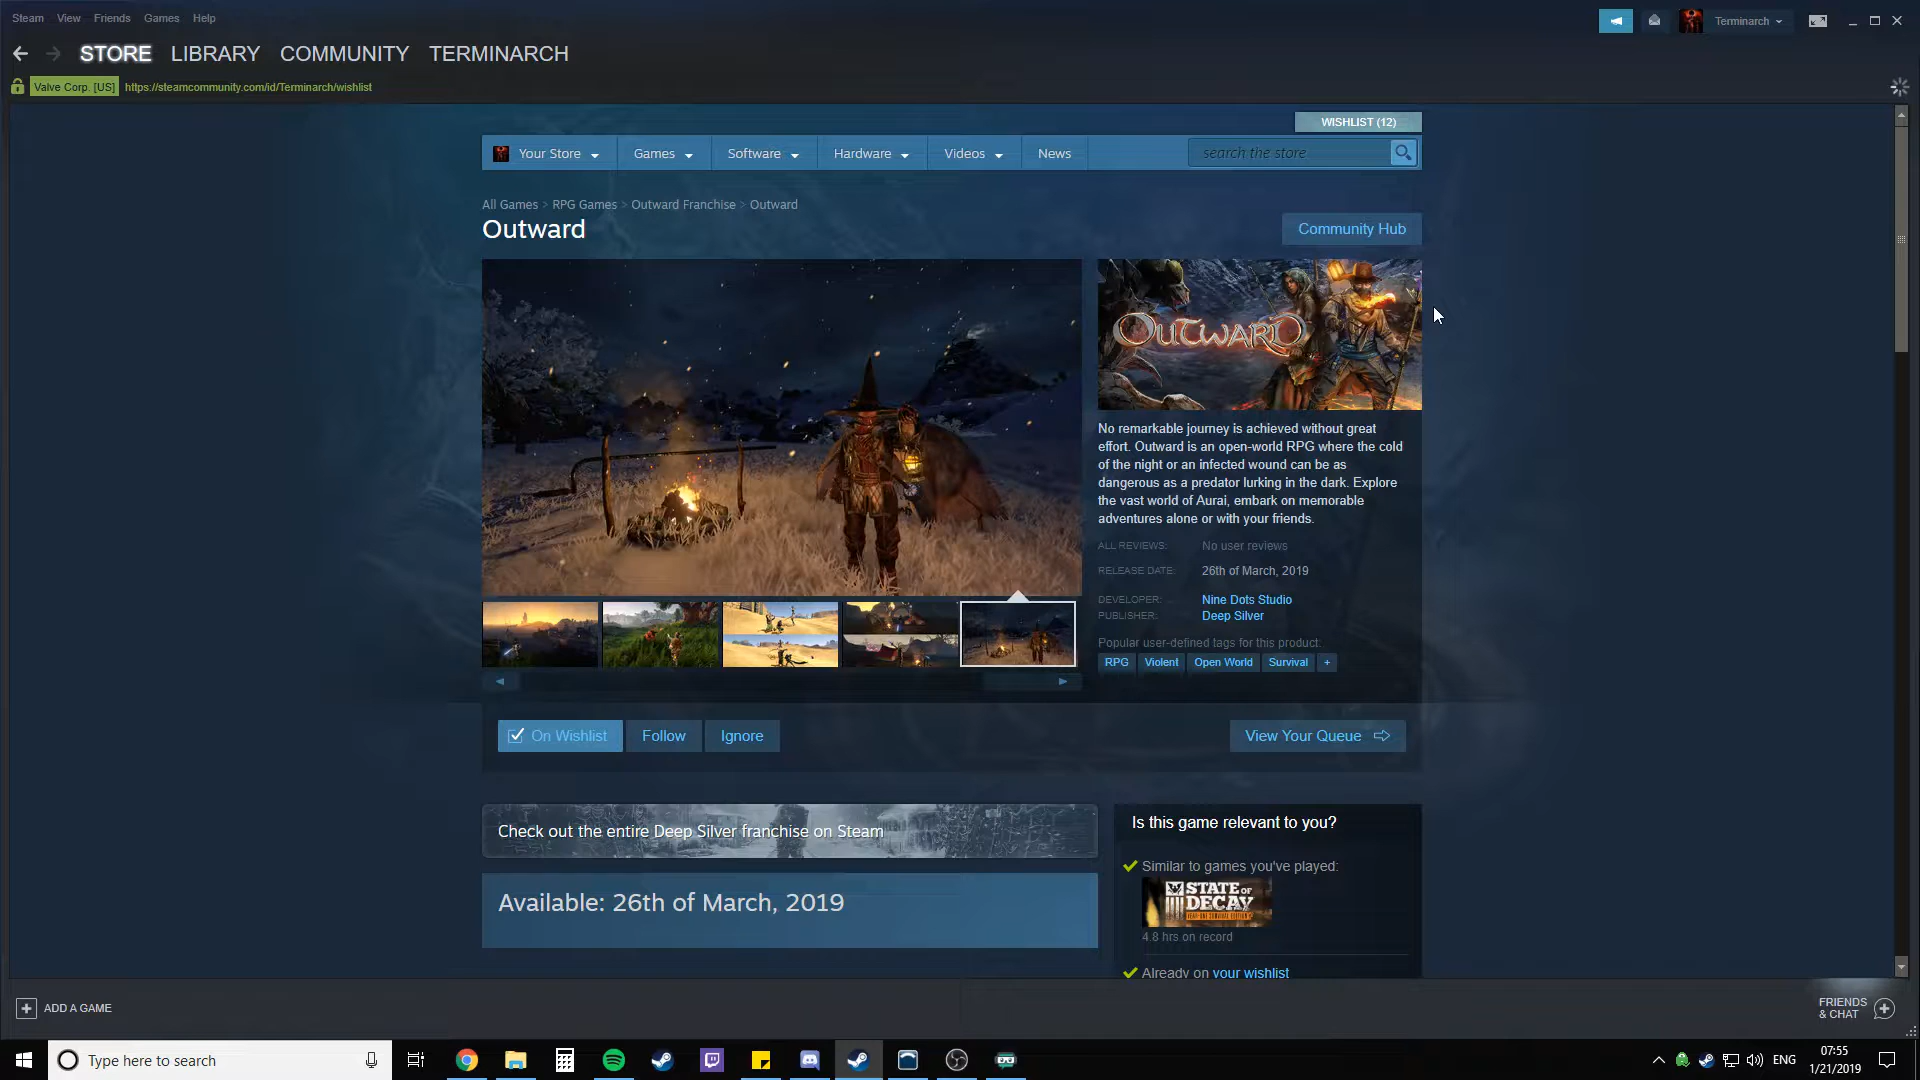 Steam View Friends Games Help
Terminarch
STORE LIBRARY COMMUNITY TERMINARCH
Valve Corp. [US] https://steamcommunity.com/id/Terminarch/wishlist
WISHLIST (12)
Your Store Games Software Hardware Videos News search the store
All Games > RPG Games > Outward Franchise > Outward
Outward
Community Hub
OUTWARD
No remarkable journey is achieved without great
effort. Outward is an open-world RPG where the cold
of the night or an infected wound can be as
dangerous as a predator lurking in the dark. Explore
the vast world of Aurai, embark on memorable
adventures alone or with your friends.
ALL REVIEWS: No user reviews
RELEASE DATE: 26th of March, 2019
DEVELOPER: Nine Dots Studio
PUBLISHER: Deep Silver
Popular user-defined tags for this product:
RPG Violent Open World Survival +
On Wishlist Follow Ignore View Your Queue
Check out the entire Deep Silver franchise on Steam
Is this game relevant to you?
Similar to games you've played:
STATE OF
DECAY
YEAR-ONE SURVIVAL EDITION
4.8 hrs on record
Available: 26th of March, 2019
Already on your wishlist
ADD A GAME
FRIENDS
& CHAT
Type here to search
ENG
07:55
1/21/2019